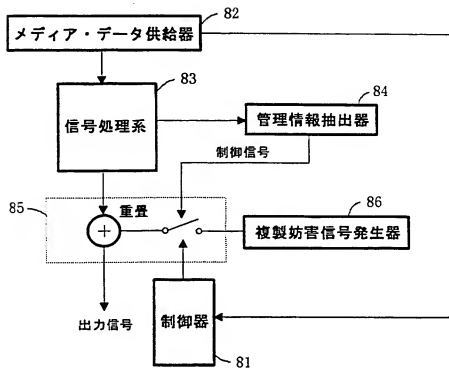 82
メディア・データ供給器
83
84
信号処理系
管理情報抽出器
制御信号
85
重畳
86
+
複製妨害信号発生器
出力信号
制御器
81